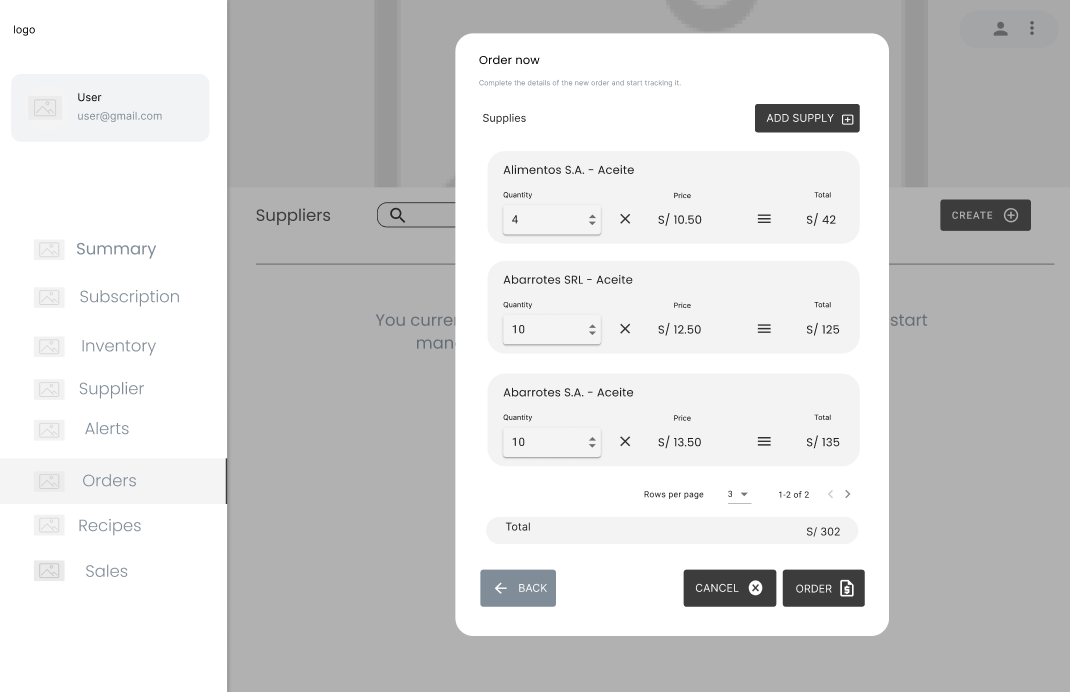 logo
User
user@gmail.com
Summary
Subscription
Inventory
Supplier
Alerts
Orders
Recipes
Sales
Suppliers
CREATE
You curre
start
man
Order now
Complete the details of the new order and start tracking it.
Supplies
ADD SUPPLY
Alimentos S.A. - Aceite
Quantity Price Total
4 S/ 10.50 S/ 42
Abarrotes SRL - Aceite
Quantity Price Total
10 S/ 12.50 S/ 125
Abarrotes S.A. - Aceite
Quantity Price Total
10 S/ 13.50 S/ 135
Rows per page 3 1-2 of 2
Total S/ 302
BACK
CANCEL
ORDER